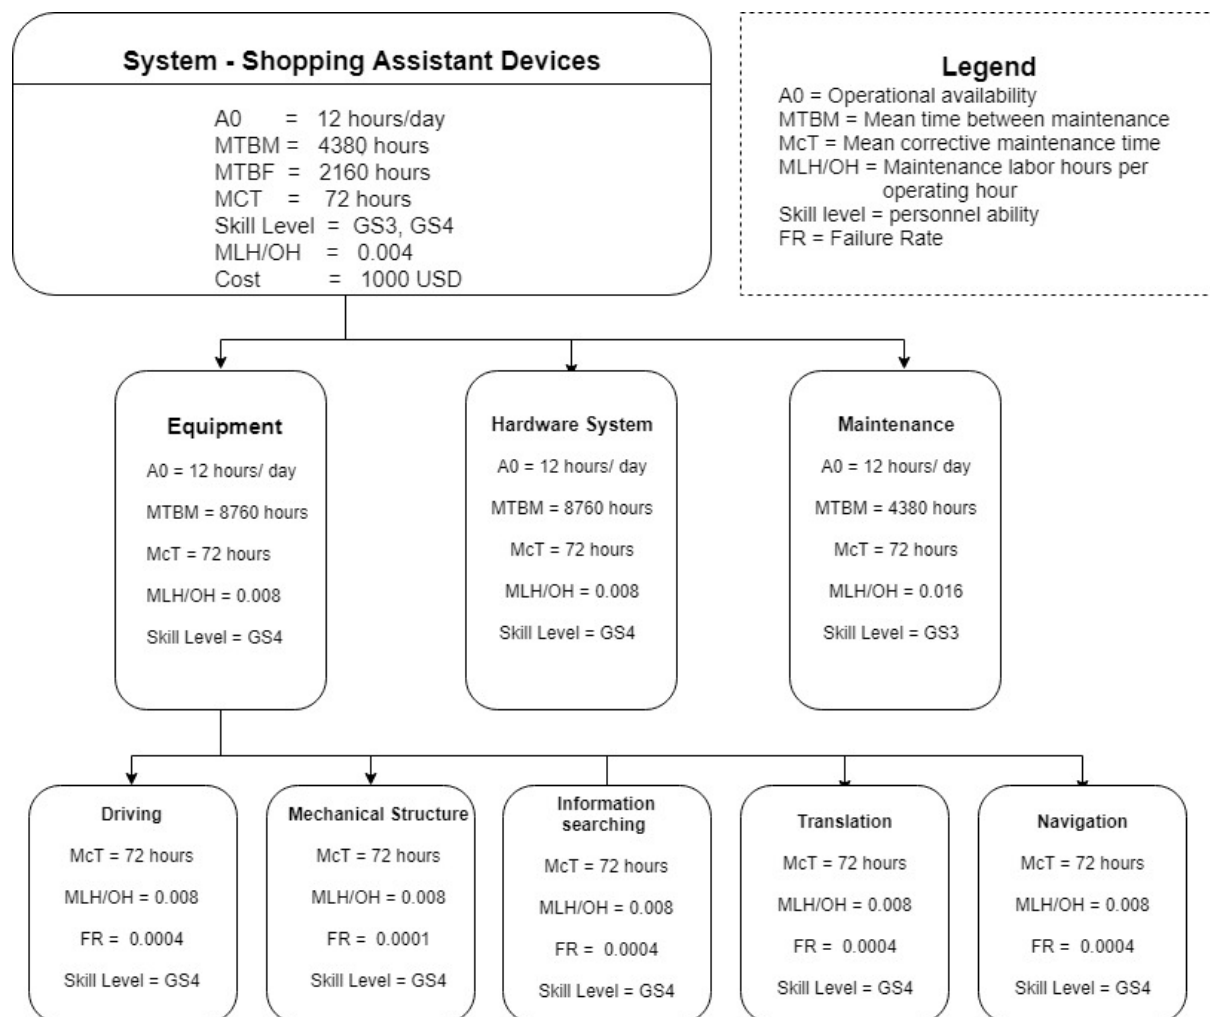 System - Shopping Assistant Devices
A0 = 12 hours/day
MTBM = 4380 hours
MTBF = 2160 hours
MCT = 72 hours
Skill Level = GS3, GS4
MLH/OH = 0.004
Cost = 1000 USD
Legend
A0 = Operational availability
MTBM = Mean time between maintenance
McT = Mean corrective maintenance time
MLH/OH = Maintenance labor hours per
operating hour
Skill level = personnel ability
FR = Failure Rate
Equipment
A0 = 12 hours/ day
MTBM = 8760 hours
McT = 72 hours
MLH/OH = 0.008
Skill Level = GS4
Hardware System
A0 = 12 hours/ day
MTBM = 8760 hours
McT = 72 hours
MLH/OH = 0.008
Skill Level = GS4
Maintenance
A0 = 12 hours/ day
MTBM = 4380 hours
McT = 72 hours
MLH/OH = 0.016
Skill Level = GS3
Driving
McT = 72 hours
MLH/OH = 0.008
FR = 0.0004
Skill Level = GS4
Mechanical Structure
McT = 72 hours
MLH/OH = 0.008
FR = 0.0001
Skill Level = GS4
Information
searching
McT = 72 hours
MLH/OH = 0.008
FR = 0.0004
Skill Level = GS4
Translation
McT = 72 hours
MLH/OH = 0.008
FR = 0.0004
Skill Level = GS4
Navigation
McT = 72 hours
MLH/OH = 0.008
FR = 0.0004
Skill Level = GS4